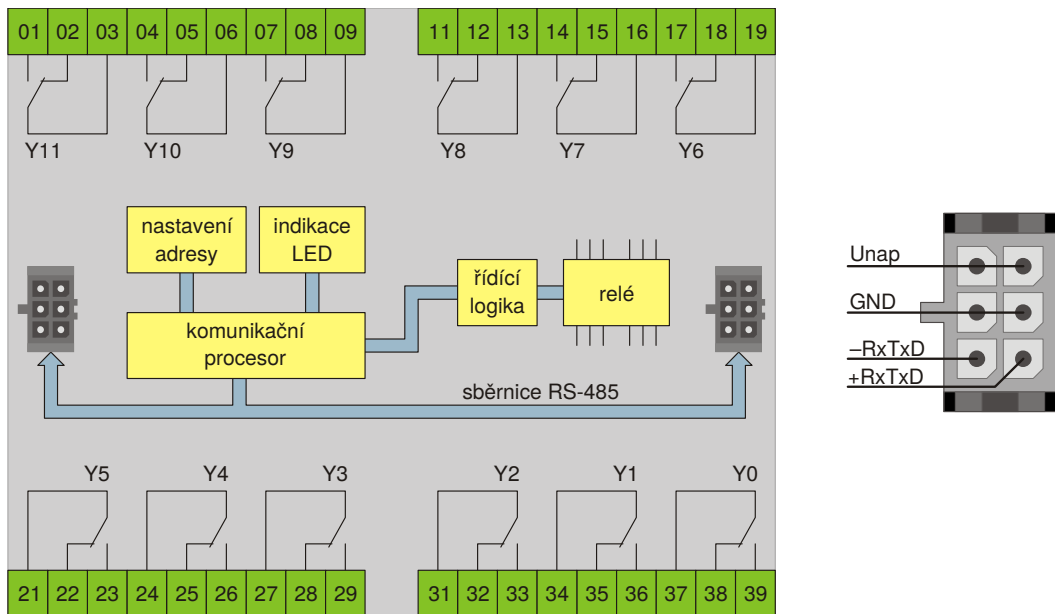 01 02 03 04 05 06 07 08 09 11 12 13 14 15 16 17 18 19
Y11 Y10 Y9 Y8 Y7 Y6
nastavení
adresy
indikace
LED
řídící
logika
relé
komunikační
procesor
sběrnice RS-485
Unap
GND
–RxTxD
+RxTxD
Y5 Y4 Y3 Y2 Y1 Y0
21 22 23 24 25 26 27 28 29 31 32 33 34 35 36 37 38 39